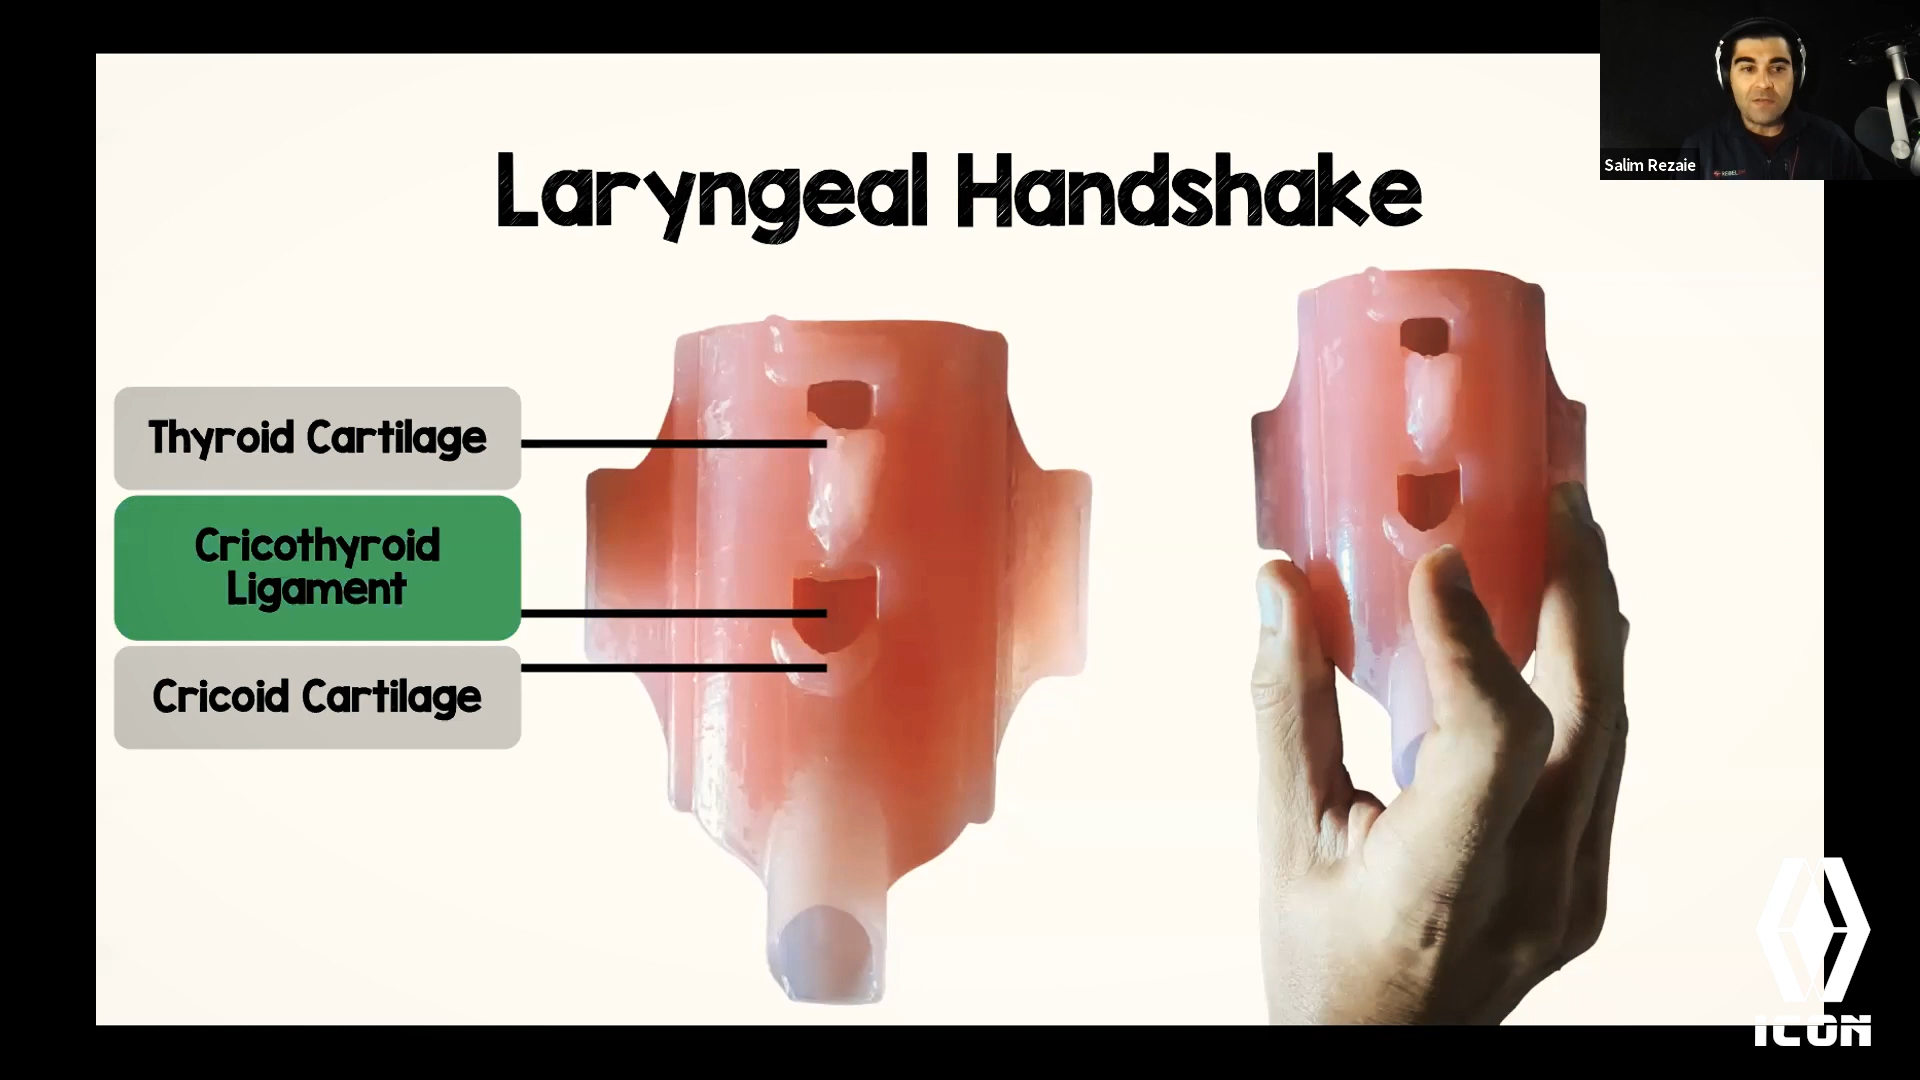 Laryngeal Handshake
Salim Rezaie
Thyroid Cartilage
Cricothyroid
Ligament
Cricoid Cartilage
ICON